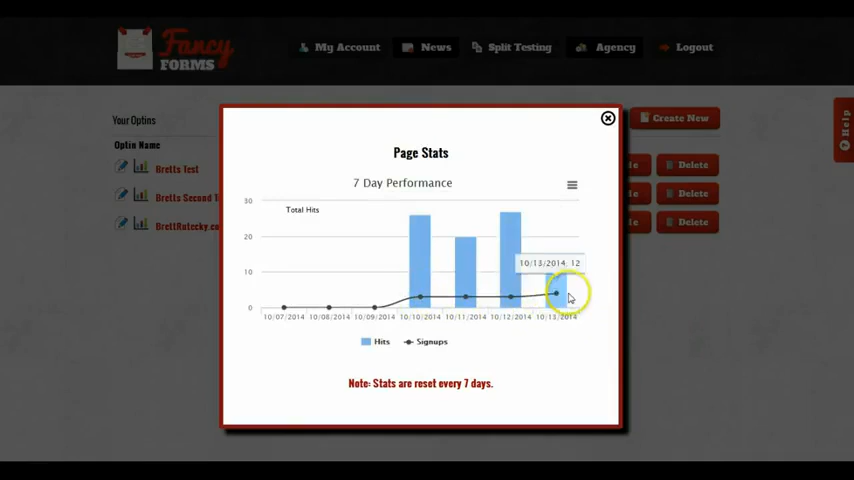 Fancy
FORMS
My Account
News
Split Testing
Agency
Logout
Your Optins
Create New
Help
Optin Name
Bretts Test
Delete
Bretts Second
Delete
Delete
Page Stats
7 Day Performance
Total Hits
30
20
10
0
10/13/2014, 12
10/07/2014
10/08/2014
10/09/2014
10/10/2014
10/11/2014
10/12/2014
10/13/2014
Hits
Signups
Note: Stats are reset every 7 days.